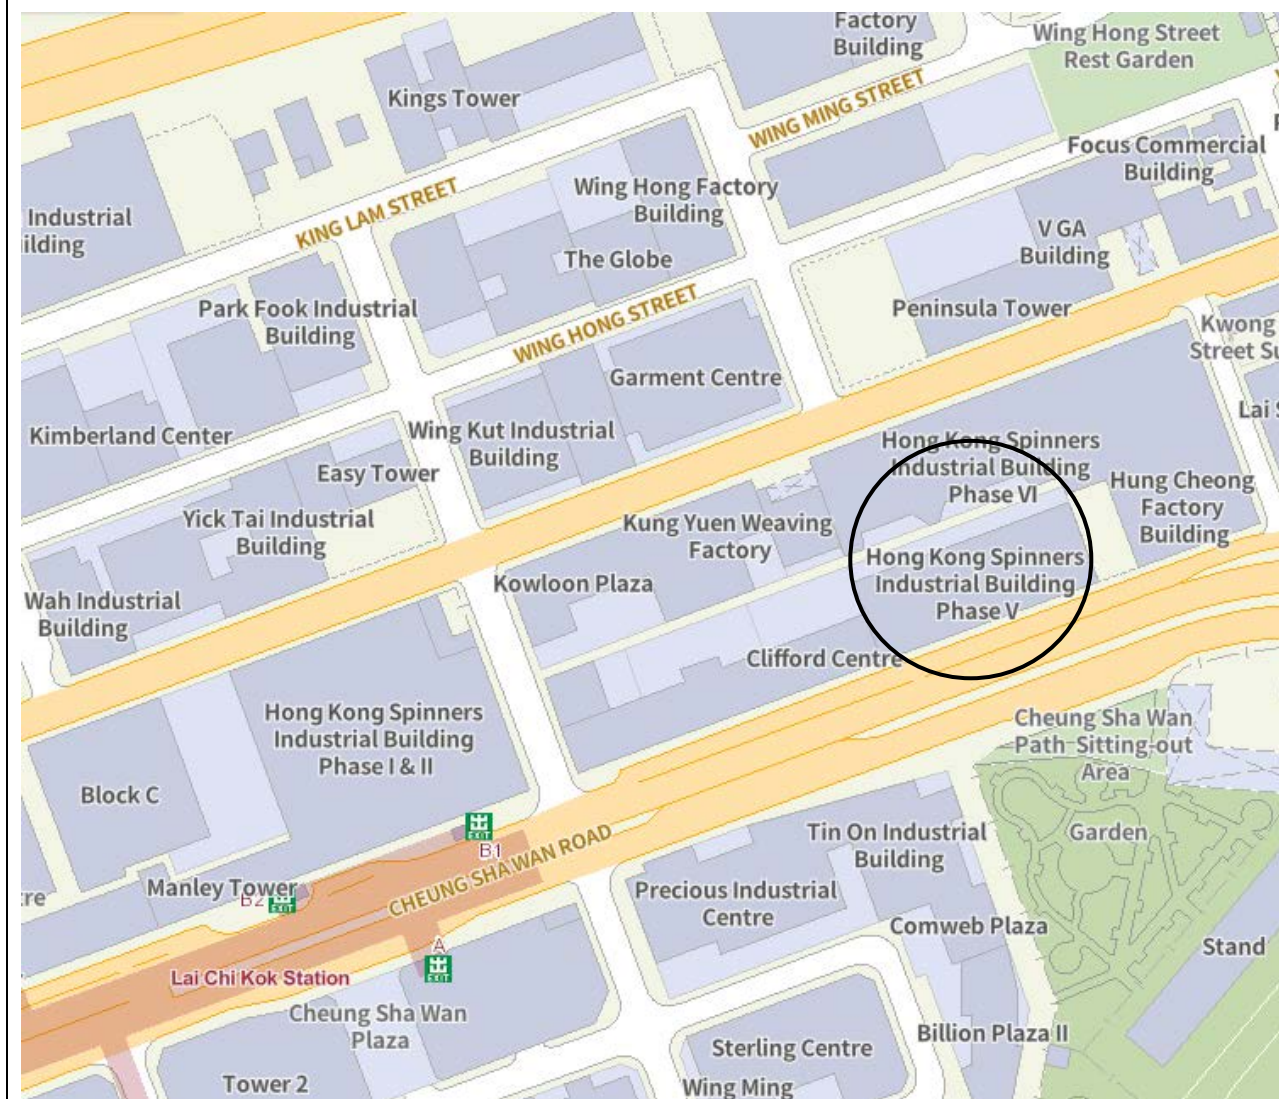 Factory
Building
Wing Hong Street
Rest Garden
Kings Tower
WING MING STREET
Focus Commercial
Building
Industrial
ilding
KING LAM STREET
Wing Hong Factory
Building
The Globe
V GA
Building
Park Fook Industrial
Building
WING HONG STREET
Peninsula Tower
Kwong
Street Su
Garment Centre
Lai S
Kimberland Center
Wing Kut Industrial
Building
Easy Tower
Hong Kong Spinners
Industrial Building
Phase VI
Hung Cheong
Factory
Building
Yick Tai Industrial
Building
Kung Yuen Weaving
Factory
Hong Kong Spinners
Industrial Building
Phase V
Kowloon Plaza
Wah Industrial
Building
Clifford Centre
Hong Kong Spinners
Industrial Building
Phase I & II
Cheung Sha Wan
Path Sitting-out
Area
Block C
Garden
Tin On Industrial
Building
EXIT
B1
CHEUNG SHA WAN ROAD
Manley Tower
B2
EXIT
tre
Precious Industrial
Centre
Comweb Plaza
Stand
A
EXIT
Lai Chi Kok Station
Cheung Sha Wan
Plaza
Billion Plaza II
Sterling Centre
Tower 2
Wing Ming